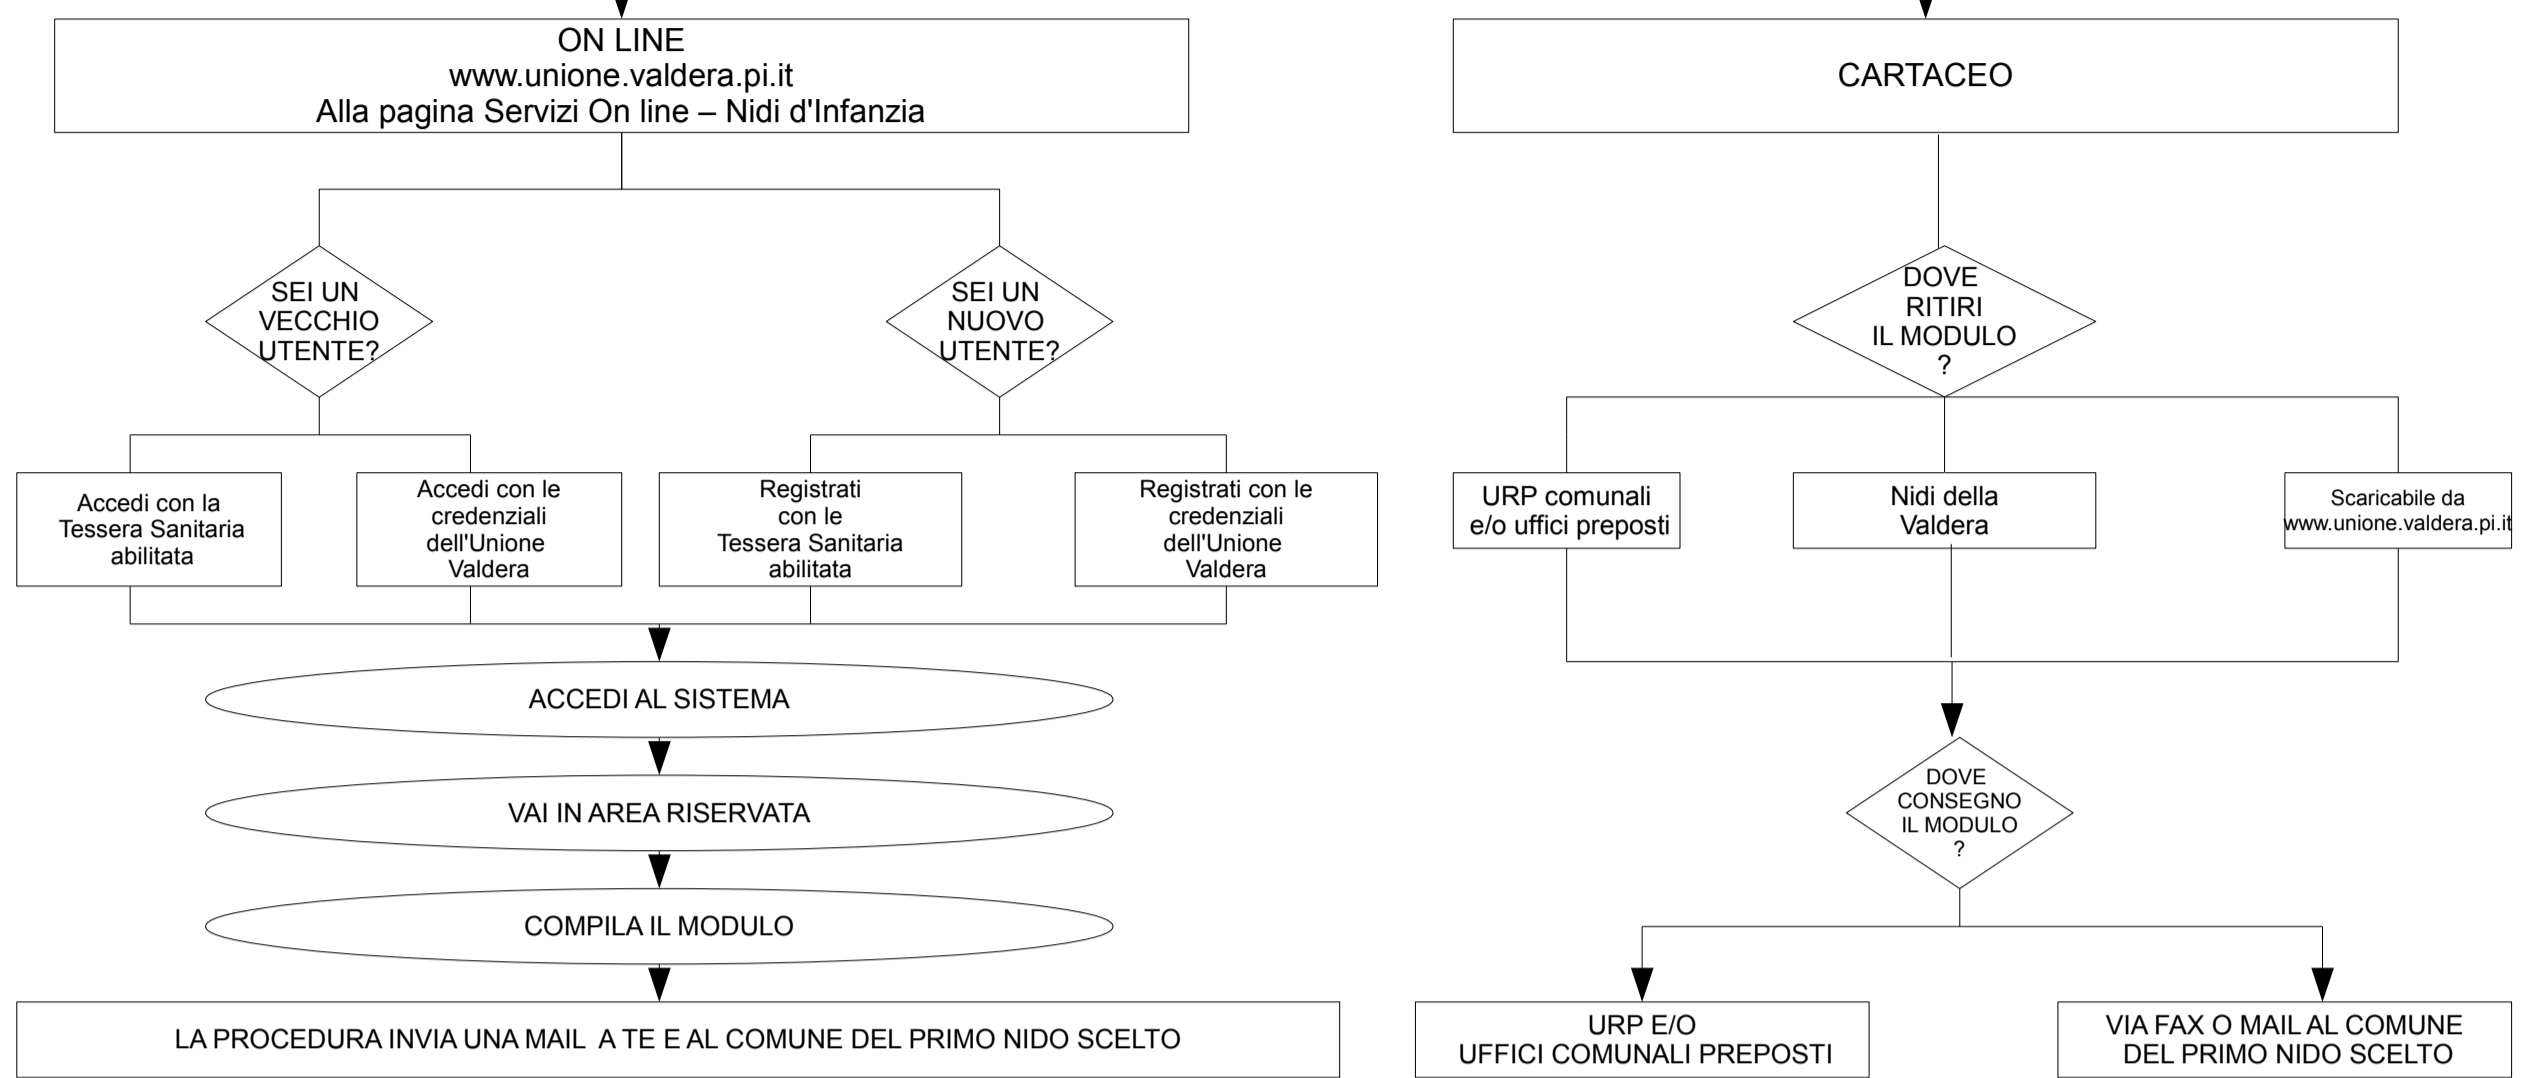 ON LINE
www.unione.valdera.pi.it
Alla pagina Servizi On line – Nidi d'Infanzia
CARTACEO
SEI UN
VECCHIO
UTENTE?
SEI UN
NUOVO
UTENTE?
DOVE
RITIRI
IL MODULO
?
Accedi con la
Tessera Sanitaria
abilitata
Accedi con le
credenziali
dell'Unione
Valdera
Registrati
con le
Tessera Sanitaria
abilitata
Registrati con le
credenziali
dell'Unione
Valdera
URP comunali
e/o uffici preposti
Nidi della
Valdera
Scaricabile da
www.unione.valdera.pi.it
ACCEDI AL SISTEMA
VAI IN AREA RISERVATA
COMPILA IL MODULO
LA PROCEDURA INVIA UNA MAIL A TE E AL COMUNE DEL PRIMO NIDO SCELTO
DOVE
CONSEGNO
IL MODULO
?
URP E/O
UFFICI COMUNALI PREPOSTI
VIA FAX O MAIL AL COMUNE
DEL PRIMO NIDO SCELTO